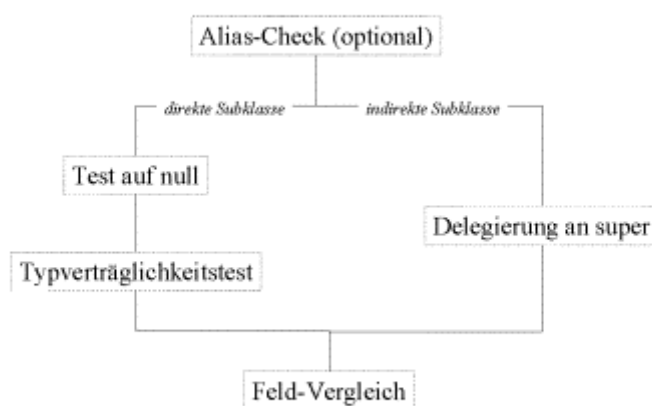 Alias-Check (optional)
direkte Subklasse
indirekte Subklasse
Test auf null
Delegierung an super
Typverträglichkeitstest
Feld-Vergleich